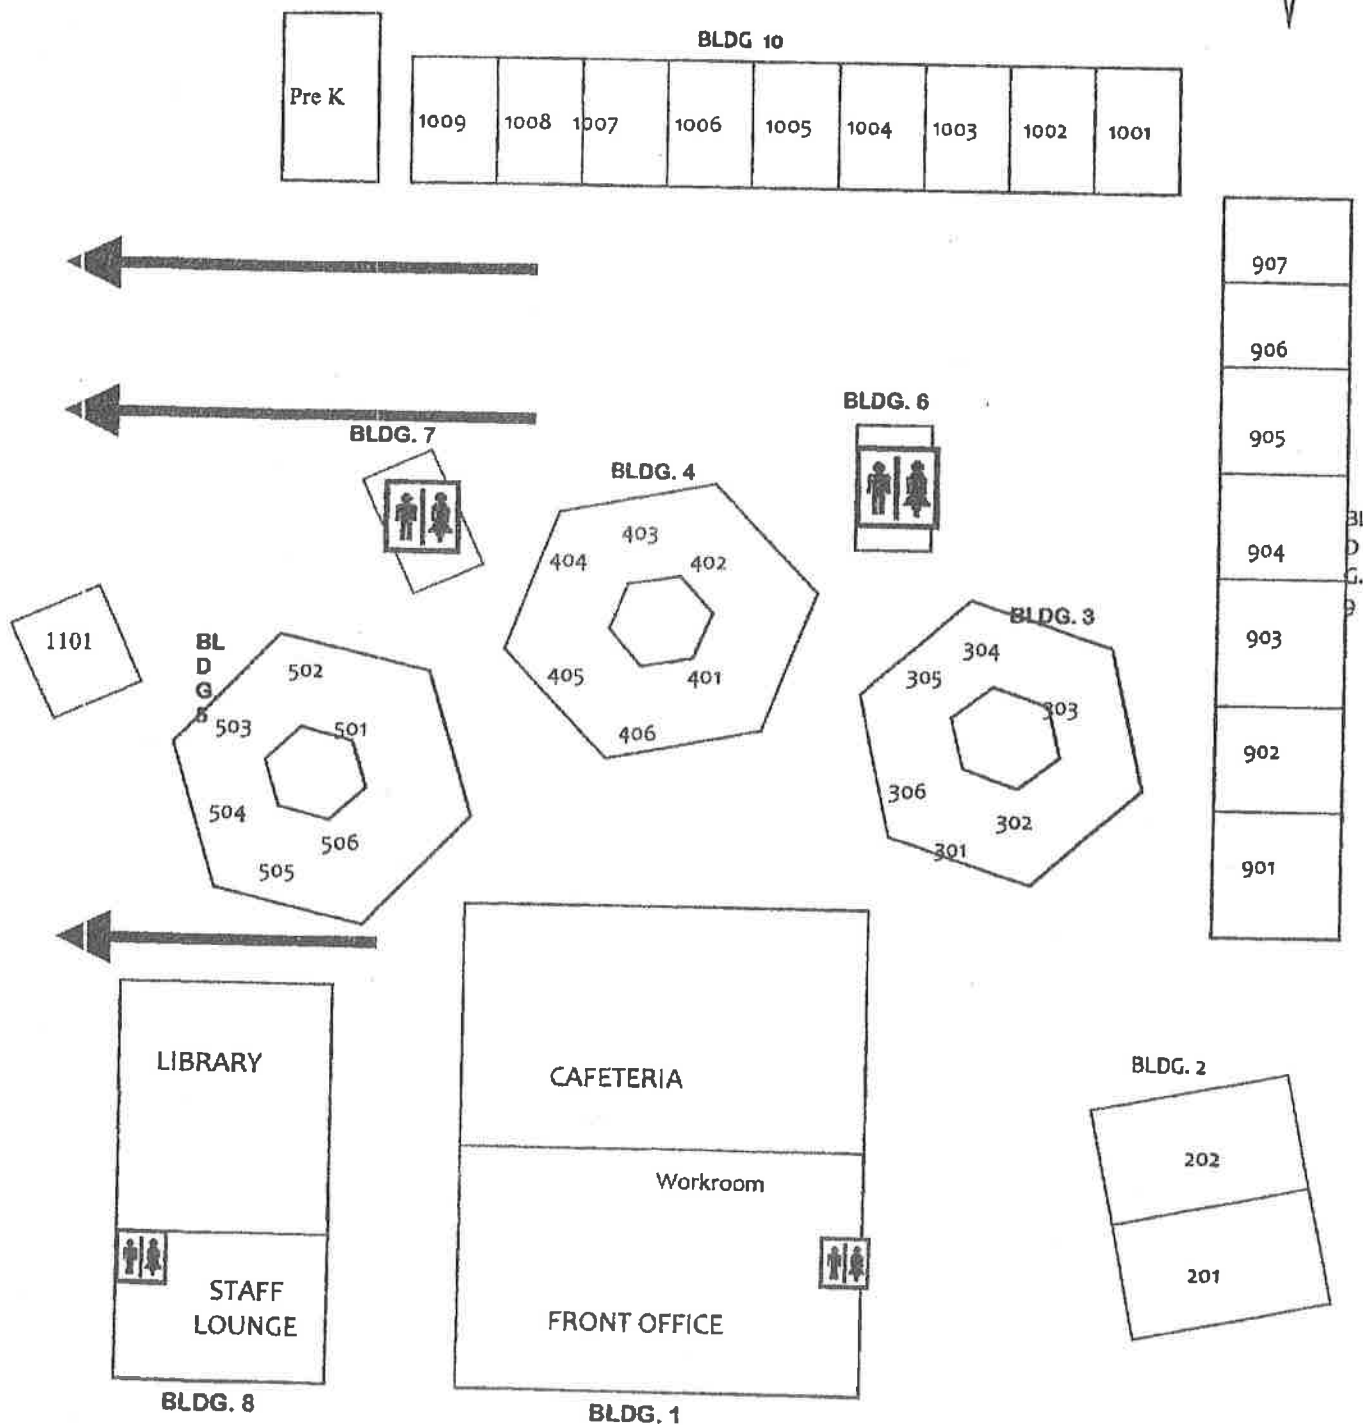 BLDG 10
Pre K
1009 1008 1007 1006 1005 1004 1003 1002 1001
907
906
905
904
903
902
901
BL
D
G.
9
BLDG. 7
BLDG. 6
BLDG. 4
403
404
402
405
401
406
BLDG. 3
304
305
303
306
302
301
1101
BL
D
G
5
502
503
501
504
506
505
LIBRARY
STAFF
LOUNGE
BLDG. 8
CAFETERIA
Workroom
FRONT OFFICE
BLDG. 1
BLDG. 2
202
201